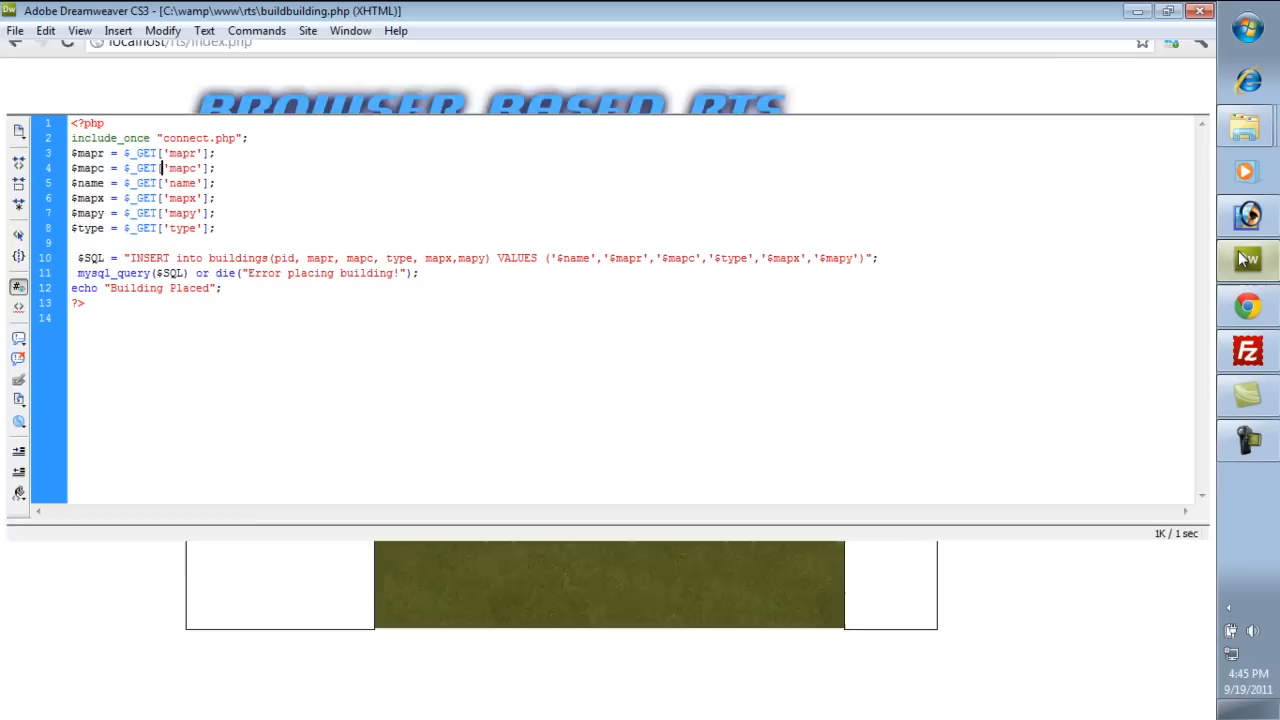 Adobe Dreamweaver CS3 - [C:\wamp\www\rts\buildbuilding.php (XHTML)]
File Edit View Insert Modify Text Commands Site Window Help
localhost/rts/index.php
BROWSER BASED RTS
1 <?php
2 include_once "connect.php";
3 $mapr = $_GET['mapr'];
4 $mapc = $_GET['mapc'];
5 $name = $_GET['name'];
6 $mapx = $_GET['mapx'];
7 $mapy = $_GET['mapy'];
8 $type = $_GET['type'];
9
10 $SQL = "INSERT into buildings(pid, mapr, mapc, type, mapx,mapy) VALUES ('$name','$mapr','$mapc','$type','$mapx','$mapy')";
11 mysql_query($SQL) or die("Error placing building!");
12 echo "Building Placed";
13 ?>
14
1K / 1 sec
4:45 PM
9/19/2011